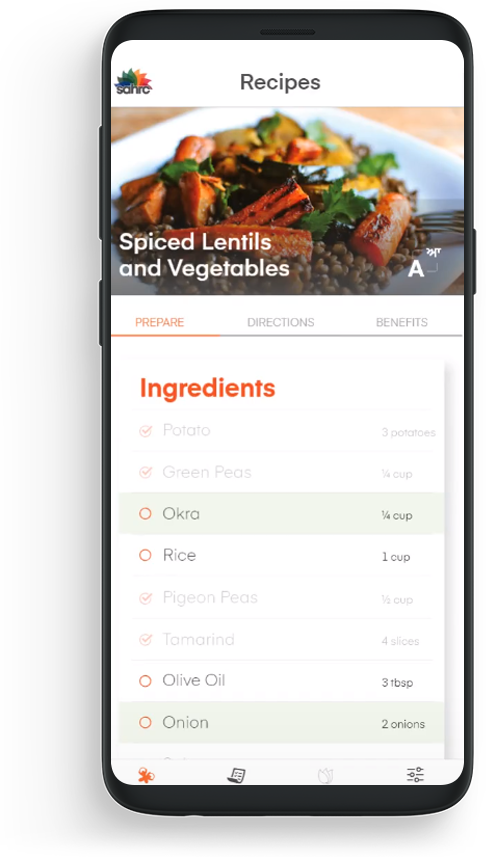 sahrc
Recipes
Spiced Lentils
and Vegetables
A ਅ
PREPARE DIRECTIONS BENEFITS
Ingredients
Potato 3 potatoes
Green Peas ¼ cup
Okra ¼ cup
Rice 1 cup
Pigeon Peas ½ cup
Tamarind 4 slices
Olive Oil 3 tbsp
Onion 2 onions